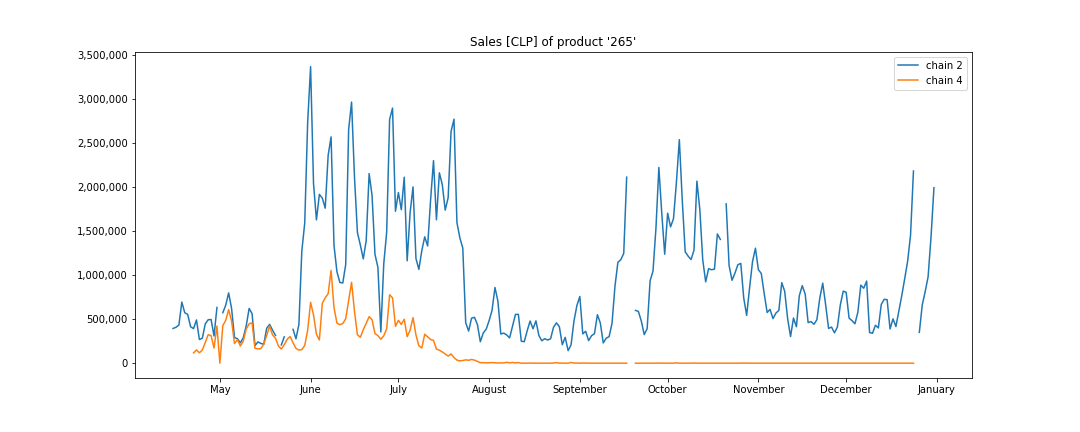 Sales [CLP] of product '265'
3,500,000
3,000,000
2,500,000
2,000,000
1,500,000
1,000,000
500,000
0
chain 2
chain 4
May June July August September October November December January